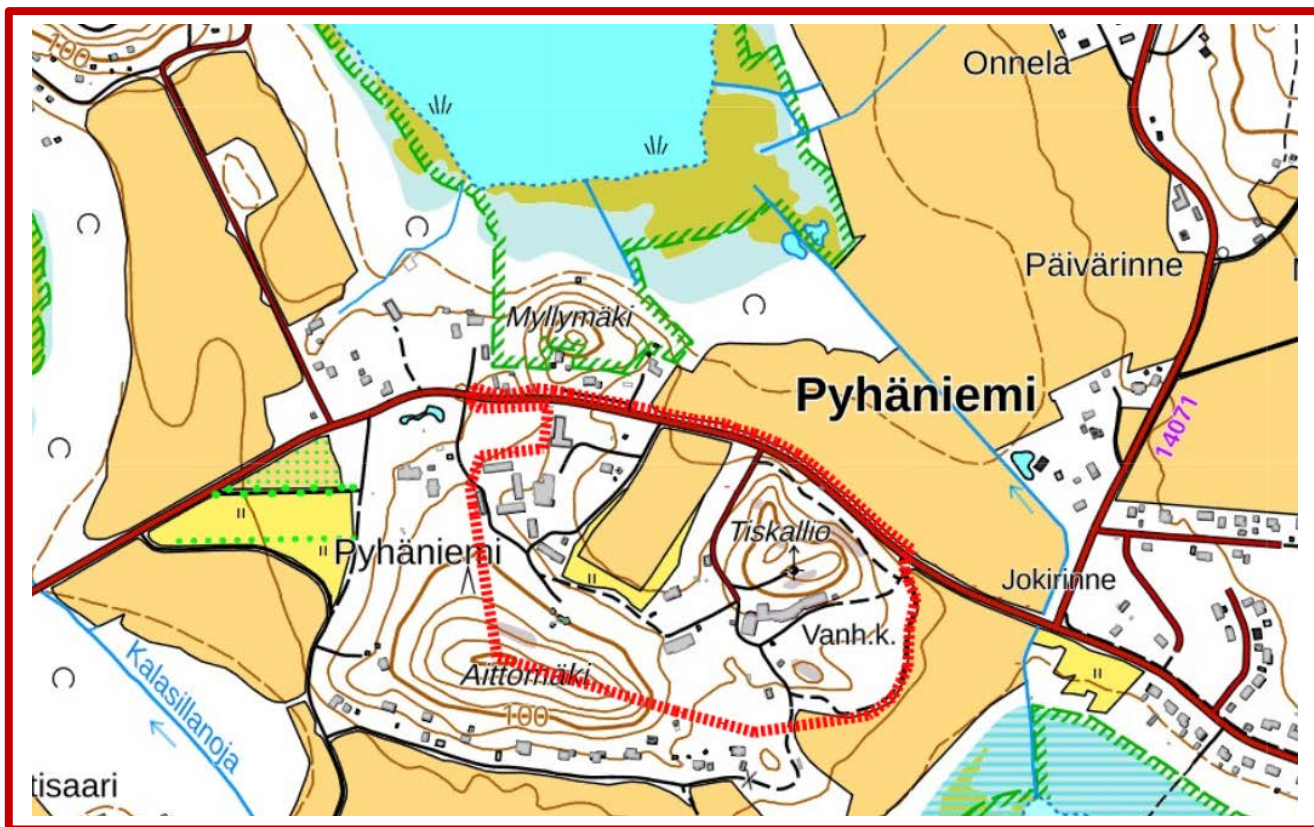 100
Onnela
Päivärinne
Myllymäki
Pyhäniemi
14071
Tiskallio
Pyhäniemi
Jokirinne
Vanh.k.
Aittomäki
100
Kalasillanoja
tisaari